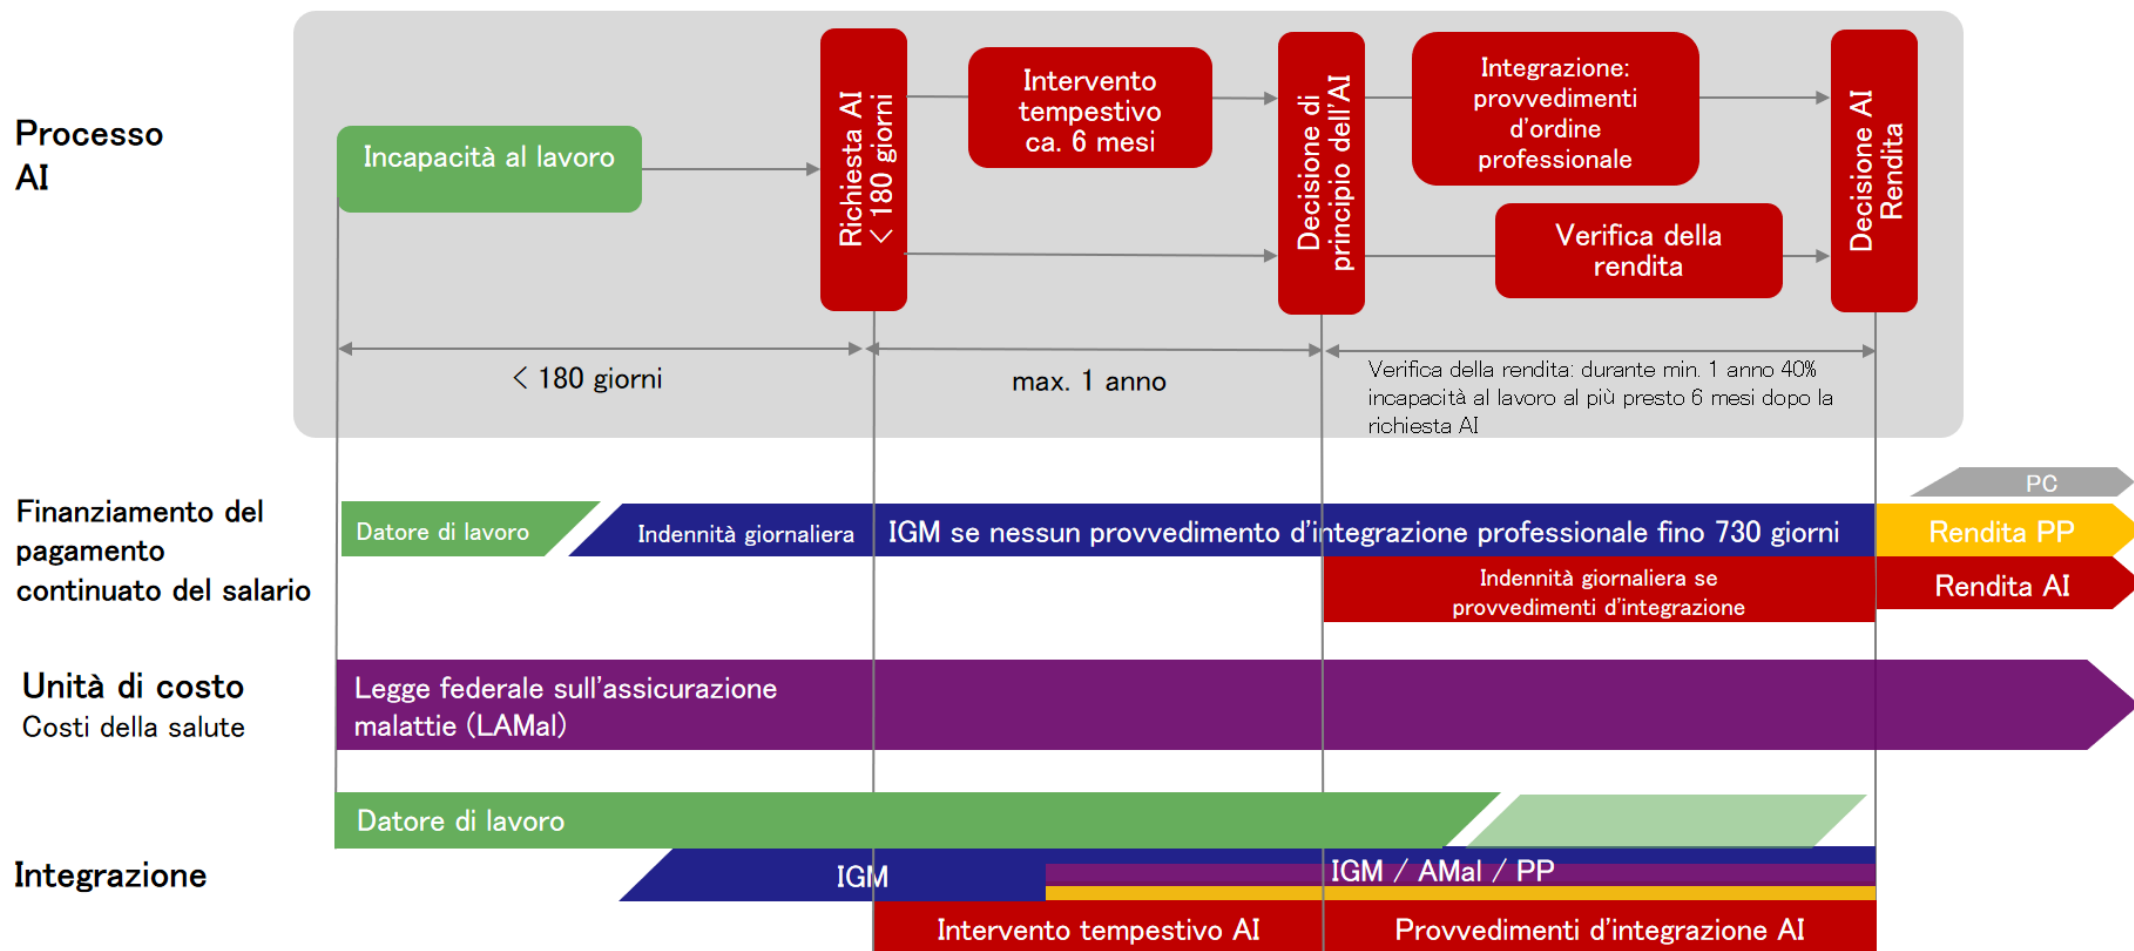 Processo
AI
Incapacità al lavoro
Richiesta AI
< 180 giorni
Intervento
tempestivo
ca. 6 mesi
Decisione di
principio dell'AI
Integrazione:
provvedimenti
d'ordine
professionale
Verifica della
rendita
Decisione AI
Rendita
< 180 giorni
max. 1 anno
Verifica della rendita: durante min. 1 anno 40%
incapacità al lavoro al più presto 6 mesi dopo la
richiesta AI
Finanziamento del
pagamento
continuato del salario
Datore di lavoro
Indennità giornaliera
IGM se nessun provvedimento d'integrazione professionale fino 730 giorni
PC
Rendita PP
Indennità giornaliera se
provvedimenti d'integrazione
Rendita AI
Unità di costo
Costi della salute
Legge federale sull'assicurazione
malattie (LAMal)
Integrazione
Datore di lavoro
IGM
IGM / AMal / PP
Intervento tempestivo AI
Provvedimenti d'integrazione AI